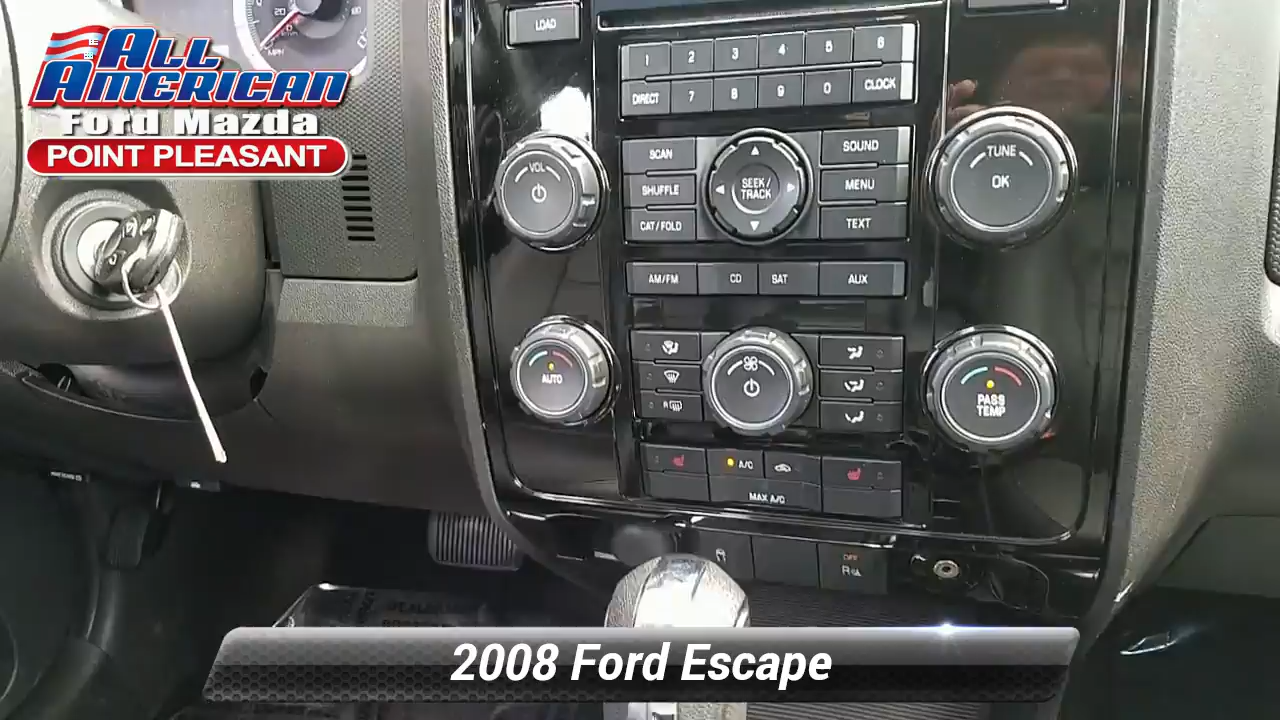 All
American
Ford Mazda
POINT PLEASANT
MPH
LOAD
1 2 3 4 5 6
DIRECT 7 8 9 0 CLOCK
VOL
SCAN
SHUFFLE
CAT/FOLD
SEEK/
TRACK
SOUND
MENU
TEXT
TUNE
OK
AM/FM CD SAT AUX
AUTO
R
PASS
TEMP
A/C
MAX A/C
OFF
R
2008 Ford Escape